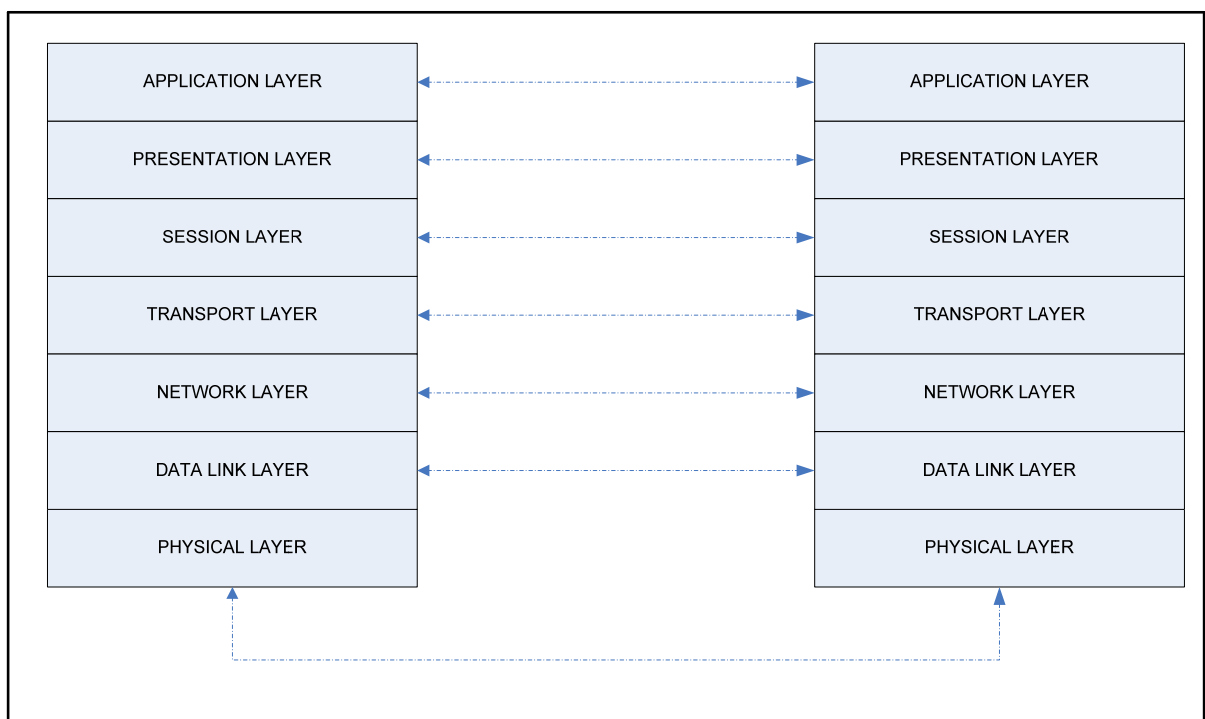 APPLICATION LAYER
APPLICATION LAYER
PRESENTATION LAYER
PRESENTATION LAYER
SESSION LAYER
SESSION LAYER
TRANSPORT LAYER
TRANSPORT LAYER
NETWORK LAYER
NETWORK LAYER
DATA LINK LAYER
DATA LINK LAYER
PHYSICAL LAYER
PHYSICAL LAYER